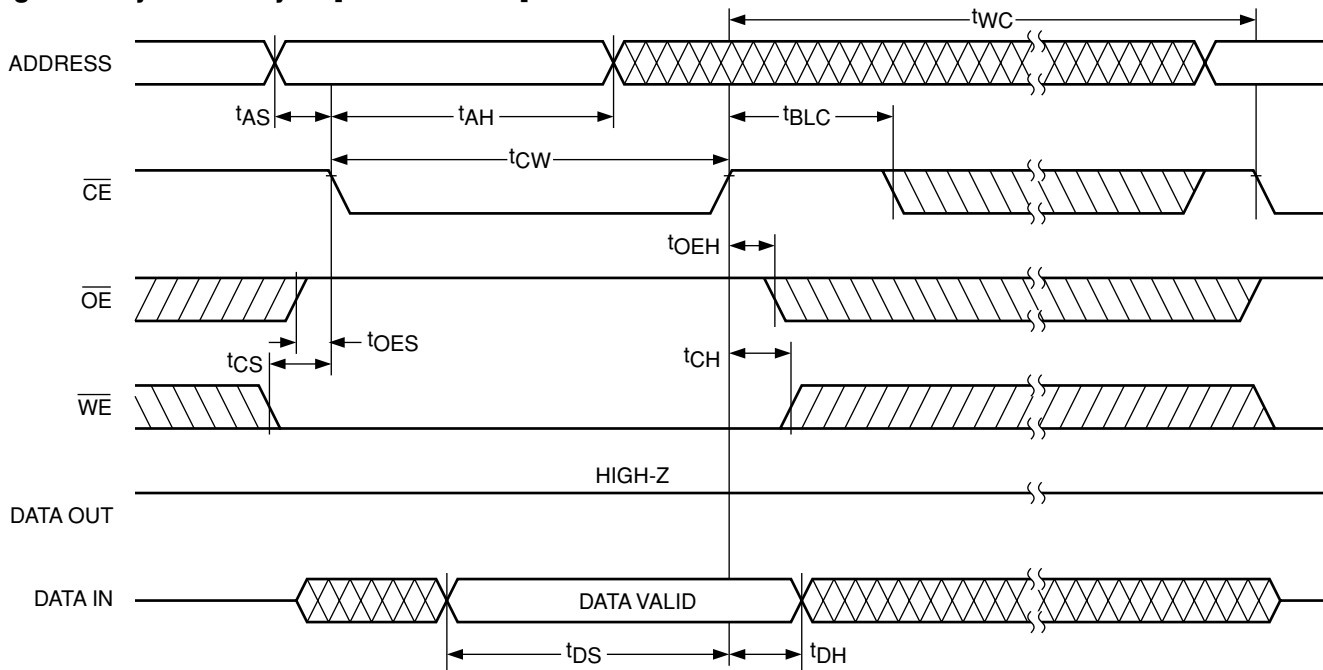 tWC
ADDRESS
tAS
tAH
tBLC
tCW
CE
tOEH
OE
tOES
tCS
tCH
WE
HIGH-Z
DATA OUT
DATA IN
DATA VALID
tDS
tDH